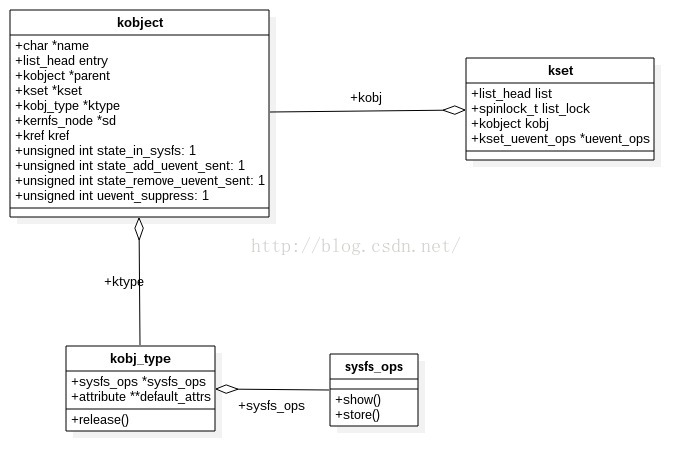 kobject
+char *name
+list_head entry
+kobject *parent
+kset *kset
+kobj_type *ktype
+kernfs_node *sd
+kref kref
+unsigned int state_in_sysfs: 1
+unsigned int state_add_uevent_sent: 1
+unsigned int state_remove_uevent_sent: 1
+unsigned int uevent_suppress: 1
+kobj
kset
+list_head list
+spinlock_t list_lock
+kobject kobj
+kset_uevent_ops *uevent_ops
http://blog.csdn.net/
+ktype
kobj_type
+sysfs_ops *sysfs_ops
+attribute **default_attrs
+release()
+sysfs_ops
sysfs_ops
+show()
+store()